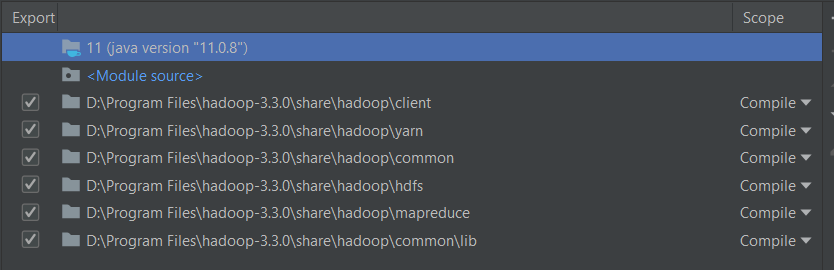 Export Scope
11 (java version "11.0.8")
<Module source>
D:\Program Files\hadoop-3.3.0\share\hadoop\client Compile
D:\Program Files\hadoop-3.3.0\share\hadoop\yarn Compile
D:\Program Files\hadoop-3.3.0\share\hadoop\common Compile
D:\Program Files\hadoop-3.3.0\share\hadoop\hdfs Compile
D:\Program Files\hadoop-3.3.0\share\hadoop\mapreduce Compile
D:\Program Files\hadoop-3.3.0\share\hadoop\common\lib Compile